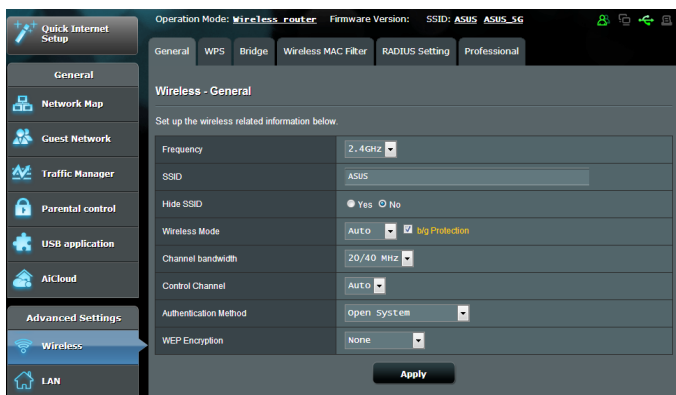 Quick Internet
Setup
Operation Mode: Wireless router Firmware Version: SSID: ASUS ASUS_5G
General WPS Bridge Wireless MAC Filter RADIUS Setting Professional
General
Network Map
Guest Network
Traffic Manager
Parental control
USB application
AiCloud
Advanced Settings
Wireless
LAN
Wireless - General
Set up the wireless related information below.
Frequency 2.4GHz
SSID ASUS
Hide SSID Yes No
Wireless Mode Auto b/g Protection
Channel bandwidth 20/40 MHz
Control Channel Auto
Authentication Method Open System
WEP Encryption None
Apply